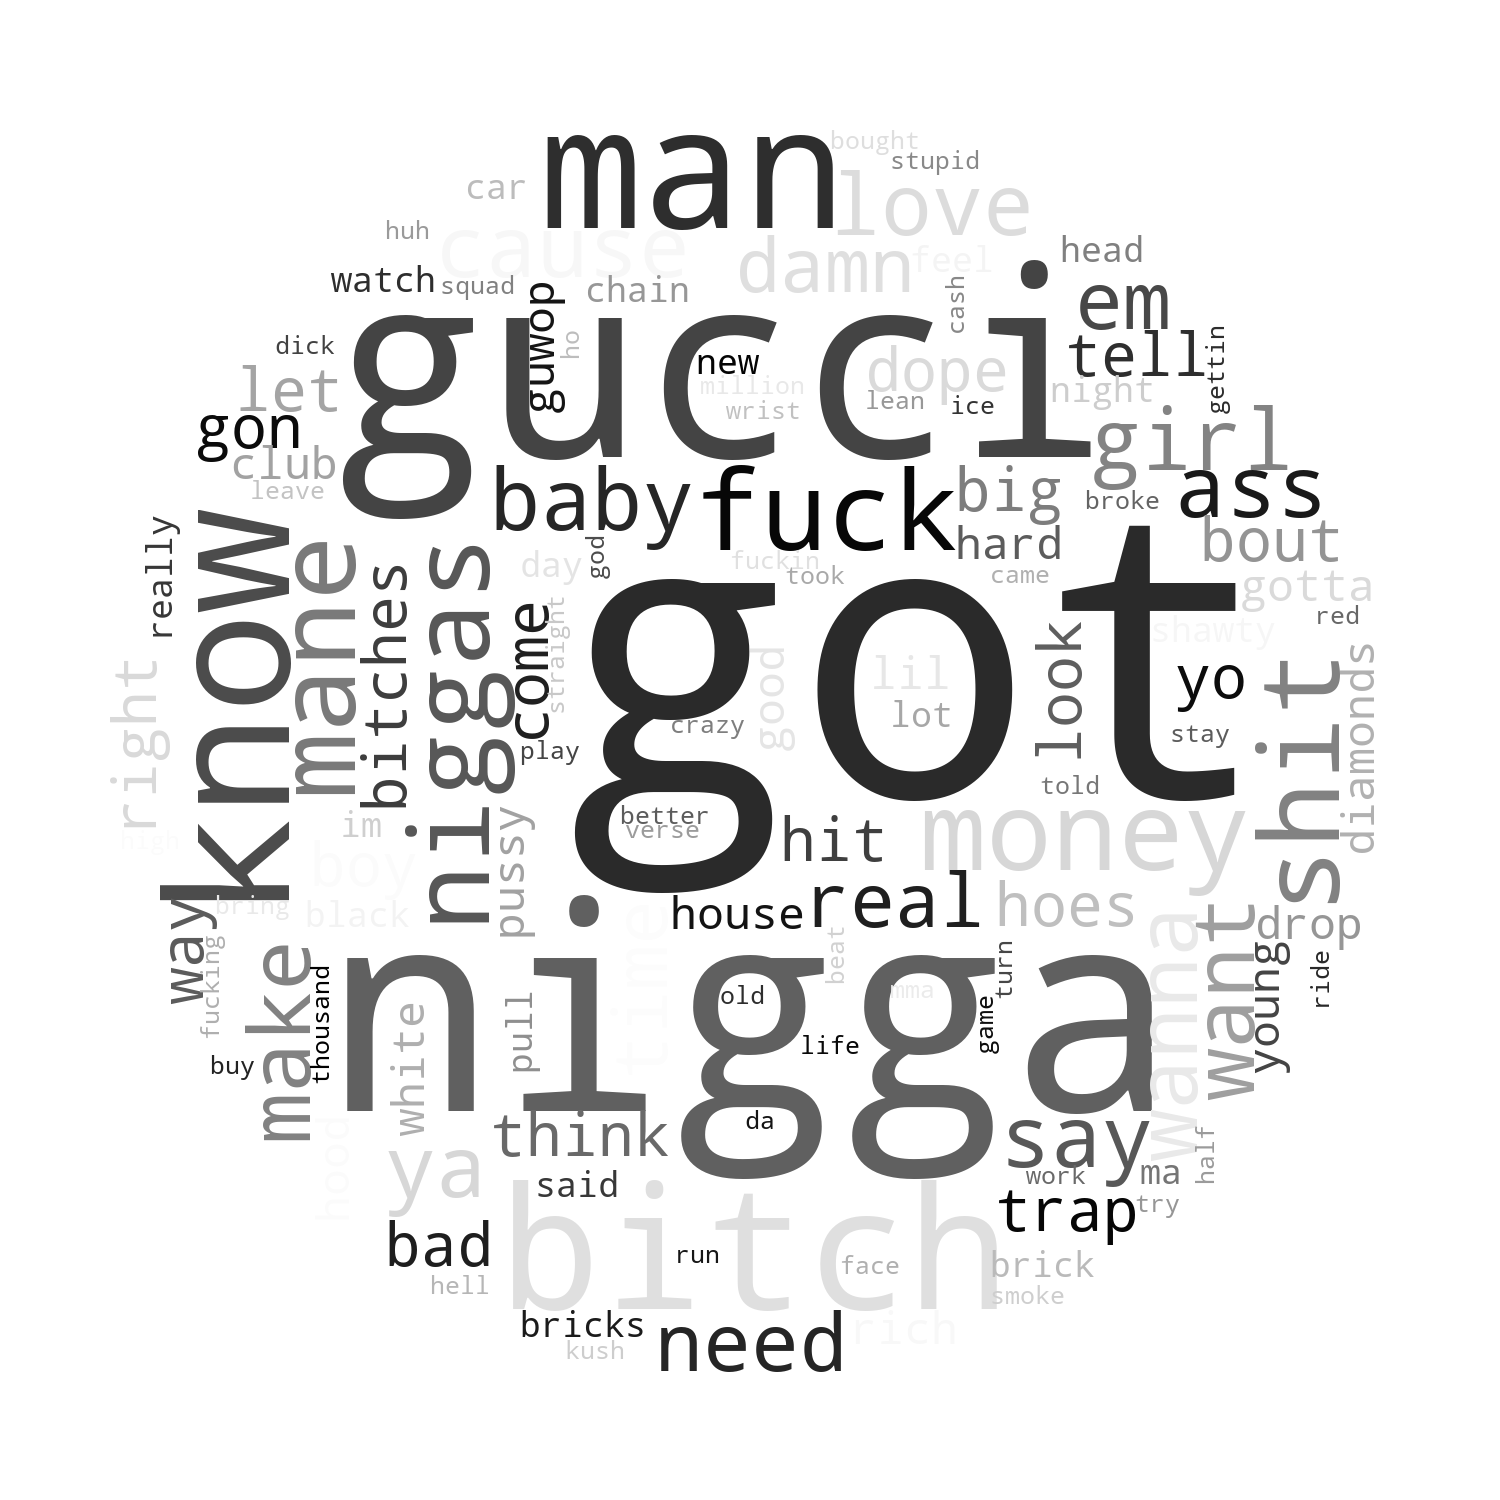 man
bought
stupid
car
love
huh
cause
damn
feel
head
watch
squad
chain
guwop
ho
cash
em
gucci
dick
new
tell
gettin
let
million
dope
night
wrist
lean
ice
gon
girl
club
leave
baby
fuck
big
broke
ass
really
know
mane
bitches
niggas
hard
bout
day
god
fuckin
took
came
gotta
come
straight
got
look
shawty
red
right
good
lil
lot
yo
shit
diamonds
crazy
stay
play
told
high
im
boy
pussy
better
verse
hit
money
way
bring
black
time
house
real
hoes
wanna
want
drop
fucking
make
thousand
nigga
beat
turn
young
ride
white
pull
old
mma
life
game
buy
hood
ya
think
da
say
half
said
work
ma
bitch
trap
try
bad
run
face
brick
hell
smoke
bricks
need
rich
kush